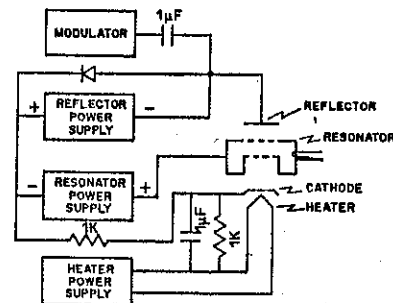 1µF
MODULATOR
+ REFLECTOR -
POWER
SUPPLY
REFLECTOR
RESONATOR
- RESONATOR +
POWER
SUPPLY
CATHODE
HEATER
1K
1µF
1K
HEATER
POWER
SUPPLY